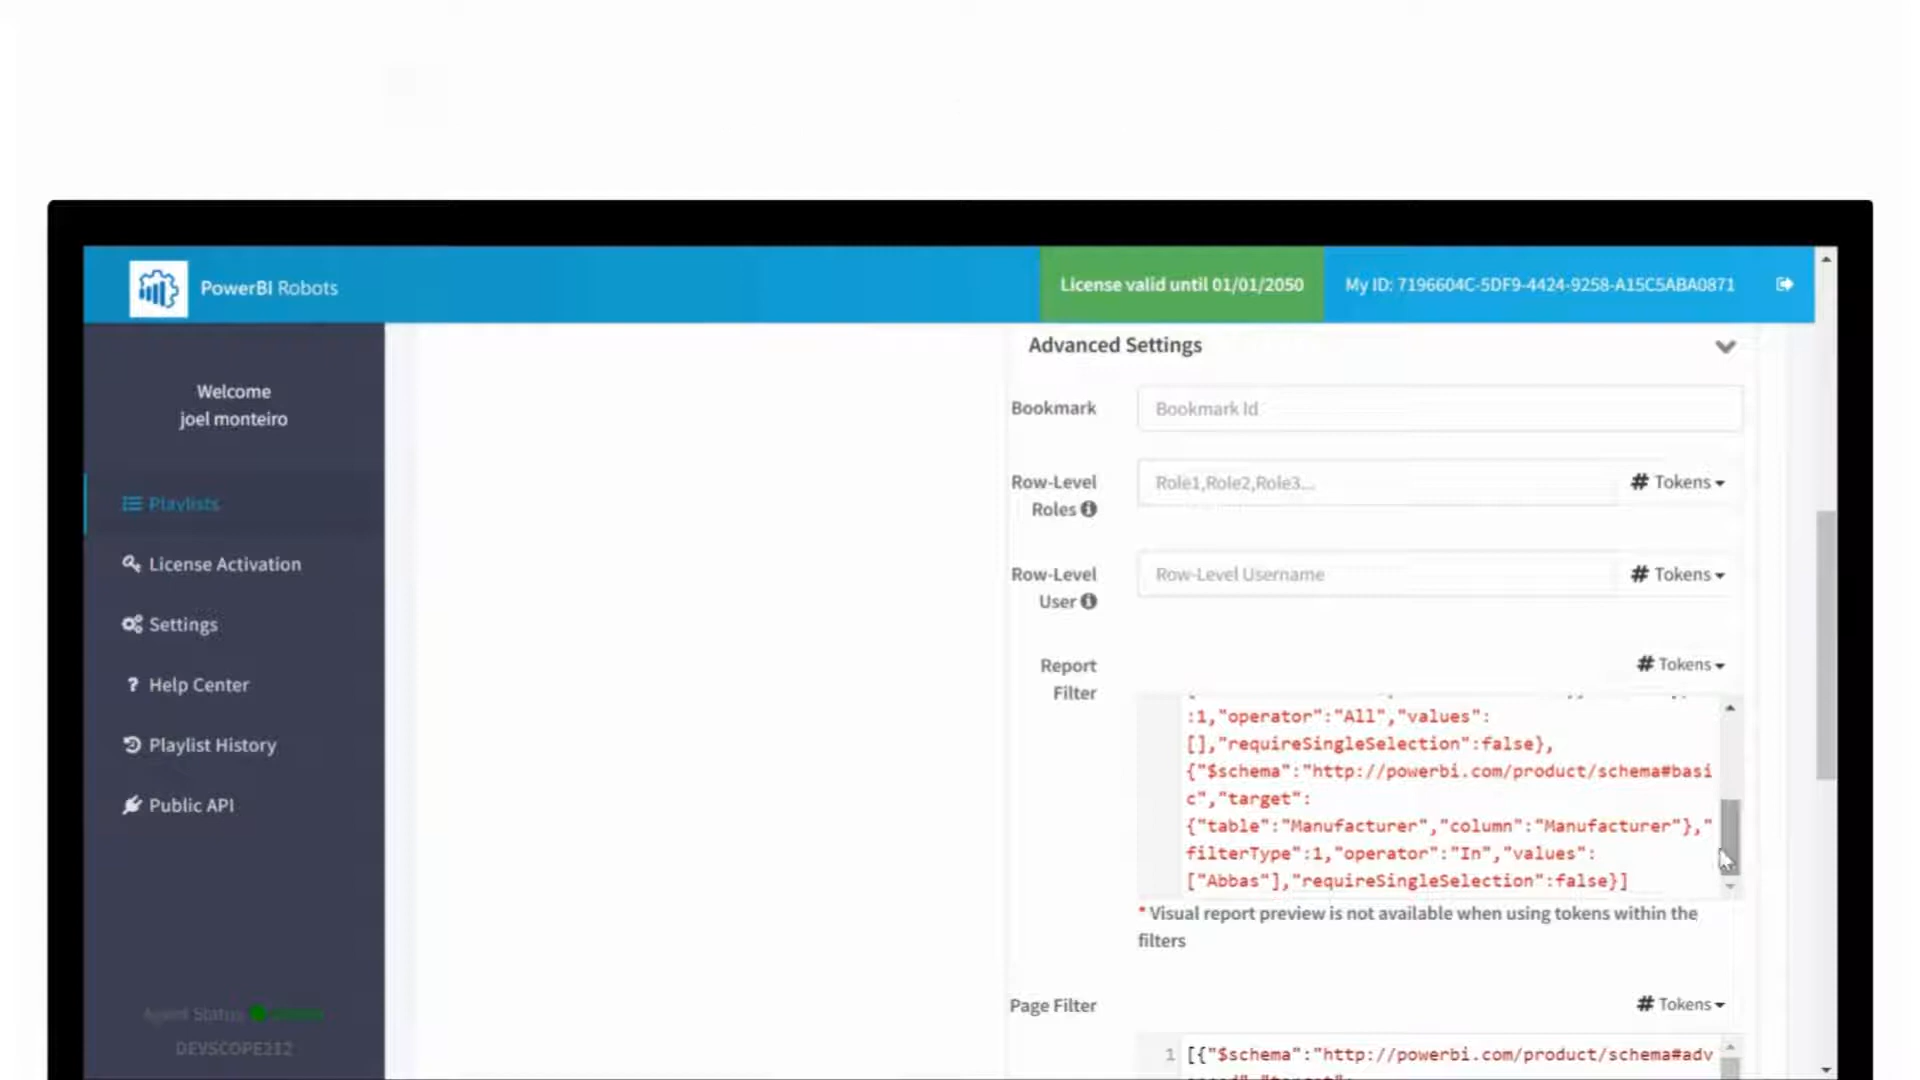 PowerBI Robots
License valid until 01/01/2050
My ID: 7196604C-5DF9-4424-9258-A15C5ABA0871
Welcome
joel monteiro
Playlists
License Activation
Settings
? Help Center
Playlist History
Public API
Agent Status
DEVSCOPE212
Advanced Settings
Bookmark
Bookmark Id
Row-Level
Roles
Role1,Role2,Role3...
# Tokens
Row-Level
User
Row-Level Username
# Tokens
Report
Filter
# Tokens
:1,"operator":"All","values":
[],"requireSingleSelection":false},
{"$schema":"http://powerbi.com/product/schema#basi
c","target":
{"table":"Manufacturer","column":"Manufacturer"},"
filterType":1,"operator":"In","values":
["Abbas"],"requireSingleSelection":false}]
* Visual report preview is not available when using tokens within the
filters
Page Filter
# Tokens
1 [{"$schema":"http://powerbi.com/product/schema#adv